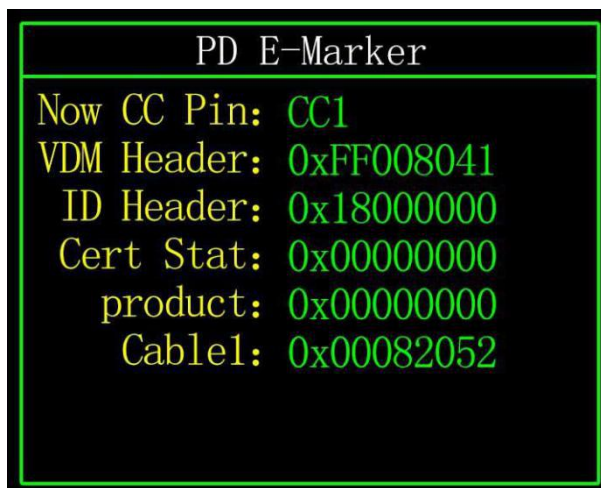 PD E-Marker
Now CC Pin: CC1
VDM Header: 0xFF008041
ID Header: 0x18000000
Cert Stat: 0x00000000
product: 0x00000000
Cable1: 0x00082052